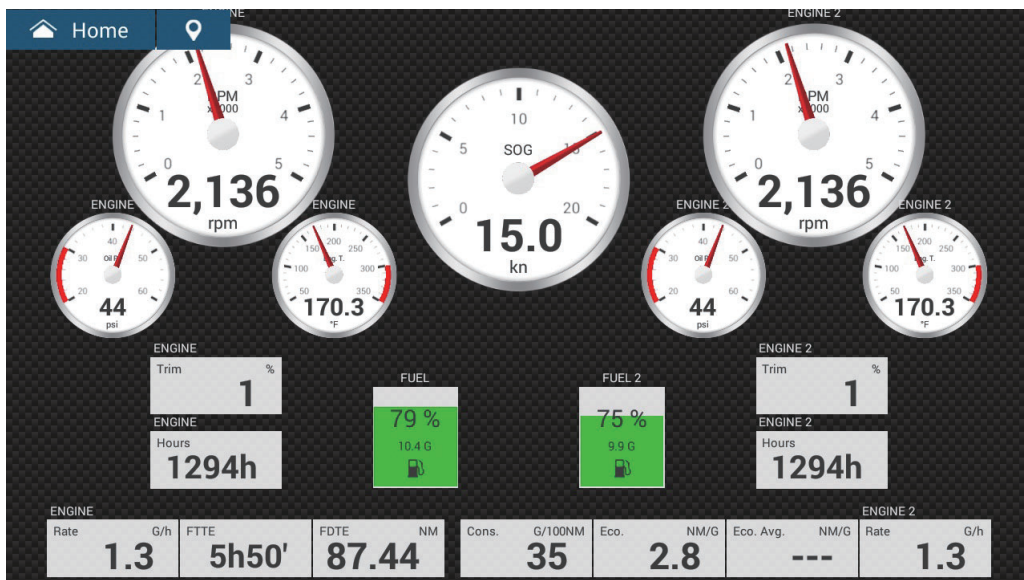 Home
ENGINE 2
0
1
2
3
4
5
RPM
x1000
2,136
rpm
0
5
10
15
20
SOG
15.0
kn
0
1
2
3
4
5
RPM
x1000
2,136
rpm
ENGINE
20
30
40
50
60
Oil P.
44
psi
ENGINE
50
100
150
200
250
300
350
Eng. T.
170.3
°F
ENGINE 2
20
30
40
50
60
Oil P.
44
psi
ENGINE 2
50
100
150
200
250
300
350
Eng. T.
170.3
°F
ENGINE
Trim %
1
ENGINE
Hours
1294h
FUEL
79 %
10.4 G
FUEL 2
75 %
9.9 G
ENGINE 2
Trim %
1
ENGINE 2
Hours
1294h
ENGINE
Rate G/h
1.3
FTTE
5h50'
FDTE NM
87.44
Cons. G/100NM
35
Eco. NM/G
2.8
Eco. Avg. NM/G
---
ENGINE 2
Rate G/h
1.3